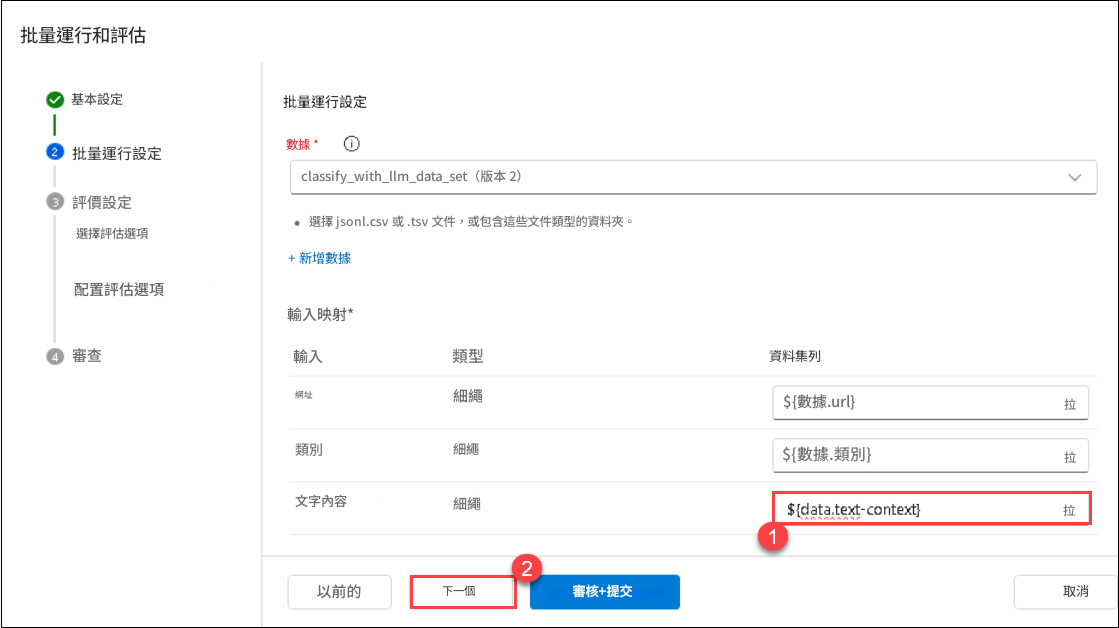 批量運行和評估
基本設定
2 批量運行設定
3 評價設定
選擇評估選項
配置評估選項
4 審查
批量運行設定
數據 *
classify_with_llm_data_set（版本 2）
• 選擇 jsonl.csv 或 .tsv 文件，或包含這些文件類型的資料夾。
+ 新增數據
輸入映射*
輸入 類型 資料集列
網址 細繩 ${數據.url} 拉
類別 細繩 ${數據.類別} 拉
文字內容 細繩 ${data.text-context} 拉
1
2
以前的 下一個 審核+提交 取消